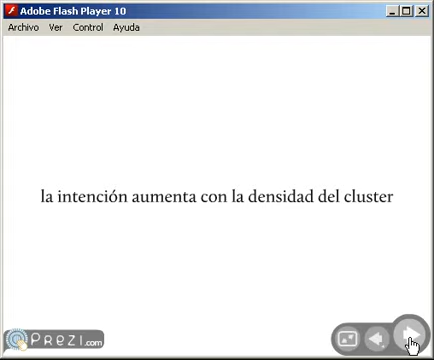 Adobe Flash Player 10
Archivo Ver Control Ayuda
la intención aumenta con la densidad del cluster
PREZI.com